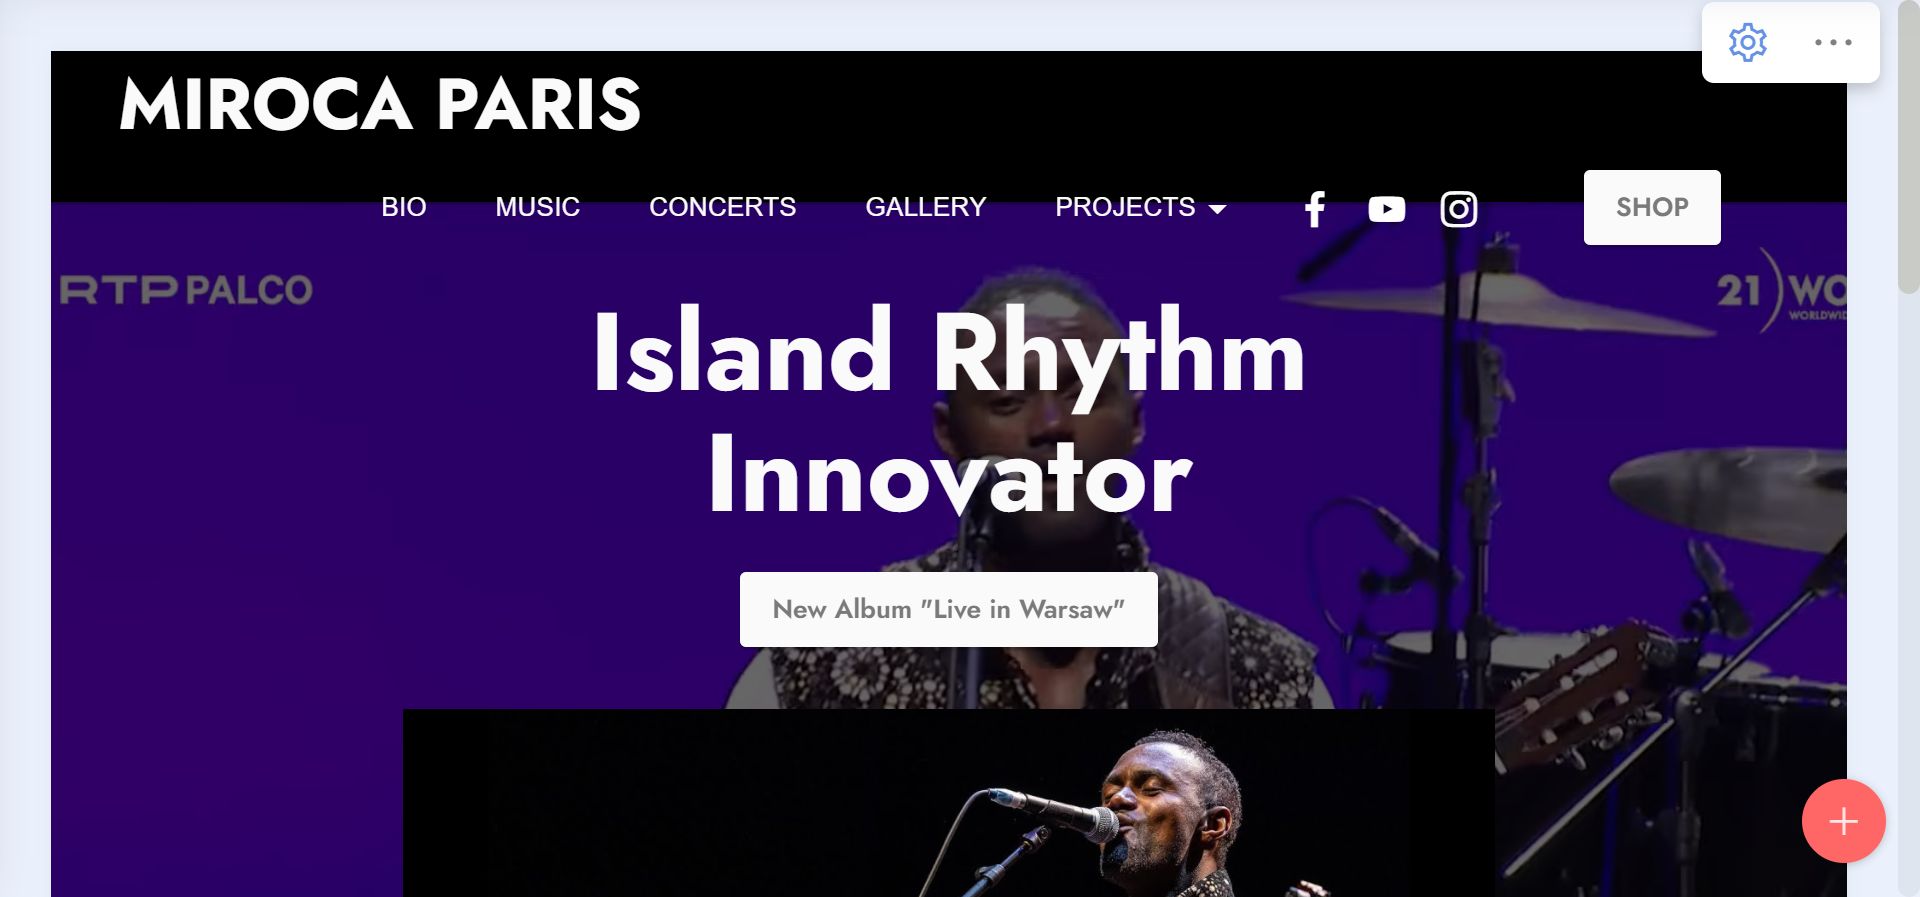 MIROCA PARIS
BIO MUSIC CONCERTS GALLERY PROJECTS SHOP
RTP PALCO
21 WO
WORLDWID
Island Rhythm
Innovator
New Album "Live in Warsaw"